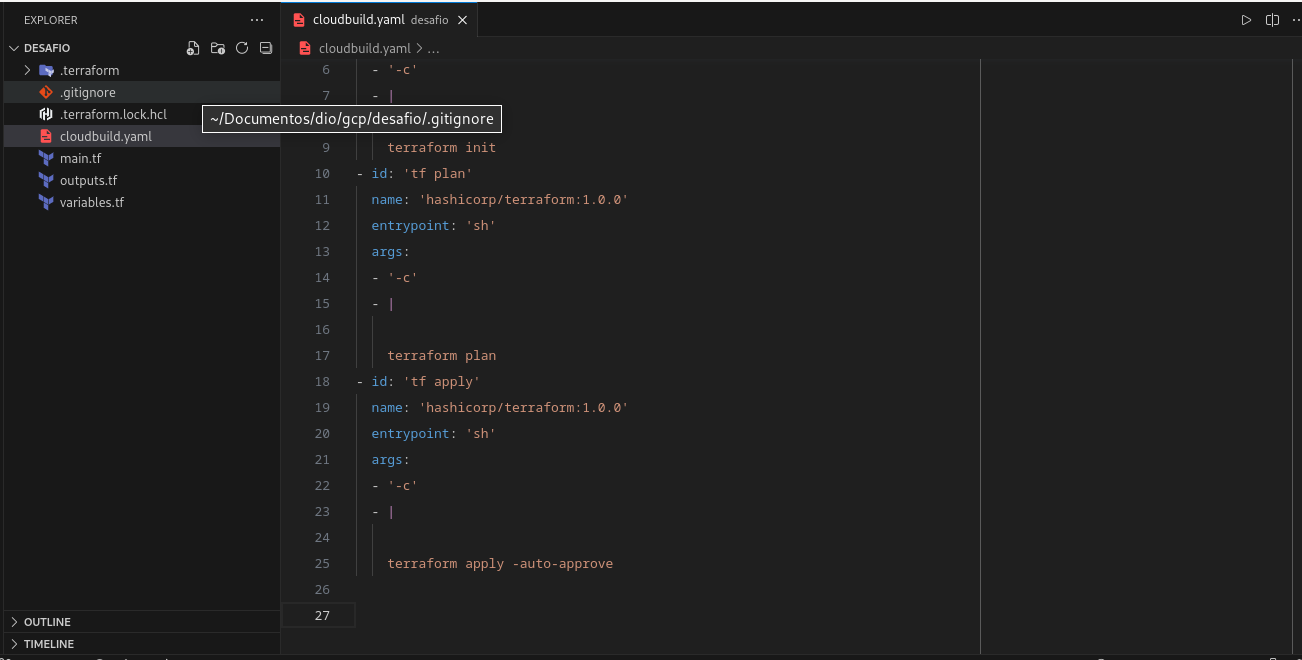 EXPLORER
cloudbuild.yaml desafio
DESAFIO
cloudbuild.yaml > ...
.terraform
.gitignore
.terraform.lock.hcl
cloudbuild.yaml
main.tf
outputs.tf
variables.tf
~/Documentos/dio/gcp/desafio/.gitignore
6 - '-c'
7 - |
9 terraform init
10 - id: 'tf plan'
11 name: 'hashicorp/terraform:1.0.0'
12 entrypoint: 'sh'
13 args:
14 - '-c'
15 - |
16
17 terraform plan
18 - id: 'tf apply'
19 name: 'hashicorp/terraform:1.0.0'
20 entrypoint: 'sh'
21 args:
22 - '-c'
23 - |
24
25 terraform apply -auto-approve
26
27
OUTLINE
TIMELINE